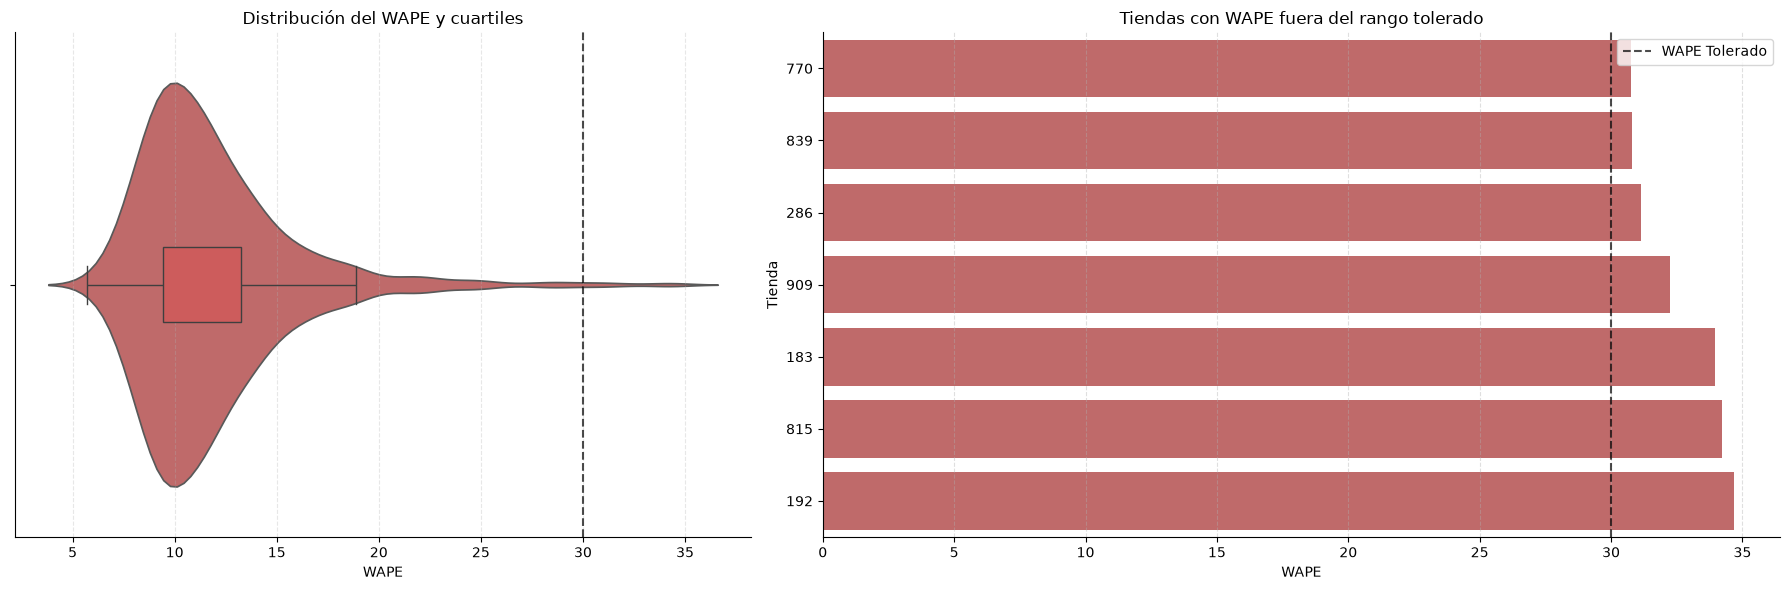 Distribución del WAPE y cuartiles
5 10 15 20 25 30 35
WAPE
Tiendas con WAPE fuera del rango tolerado
WAPE Tolerado
Tienda
770
839
286
909
183
815
192
0 5 10 15 20 25 30 35
WAPE